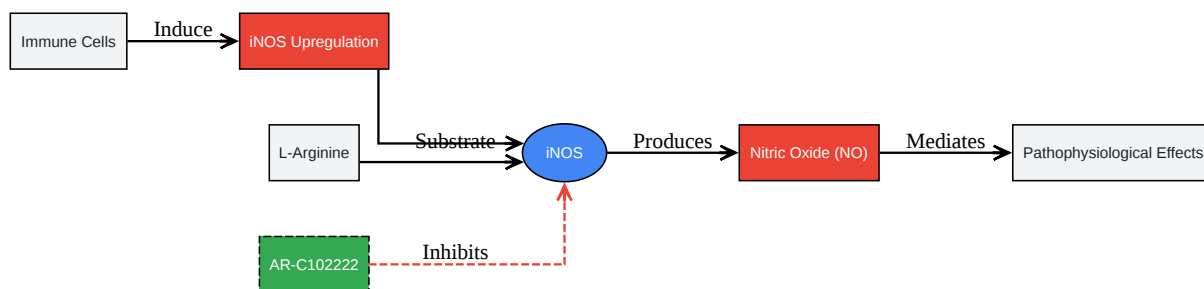 Immune Cells
Induce
iNOS Upregulation
L-Arginine
Substrate
iNOS
Produces
Nitric Oxide (NO)
Mediates
Pathophysiological Effects
AR-C102222
Inhibits